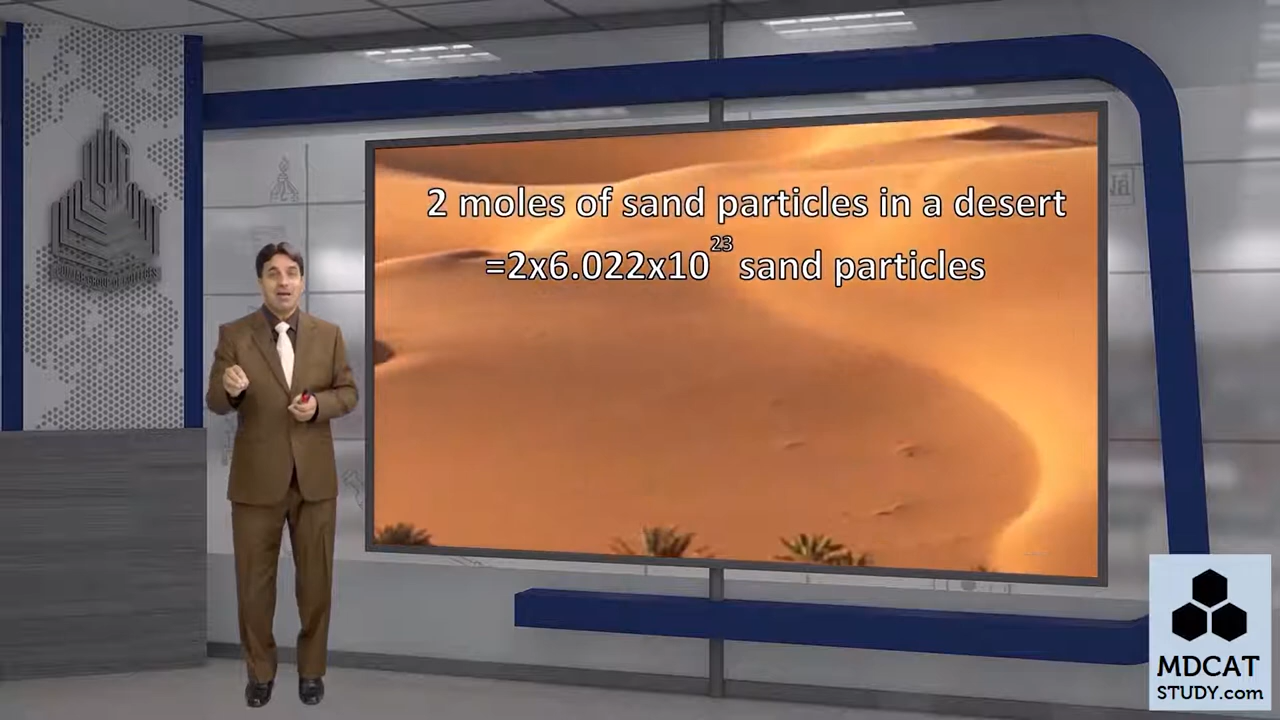 2 moles of sand particles in a desert
=2x6.022x10²³ sand particles
MDCAT
STUDY.com